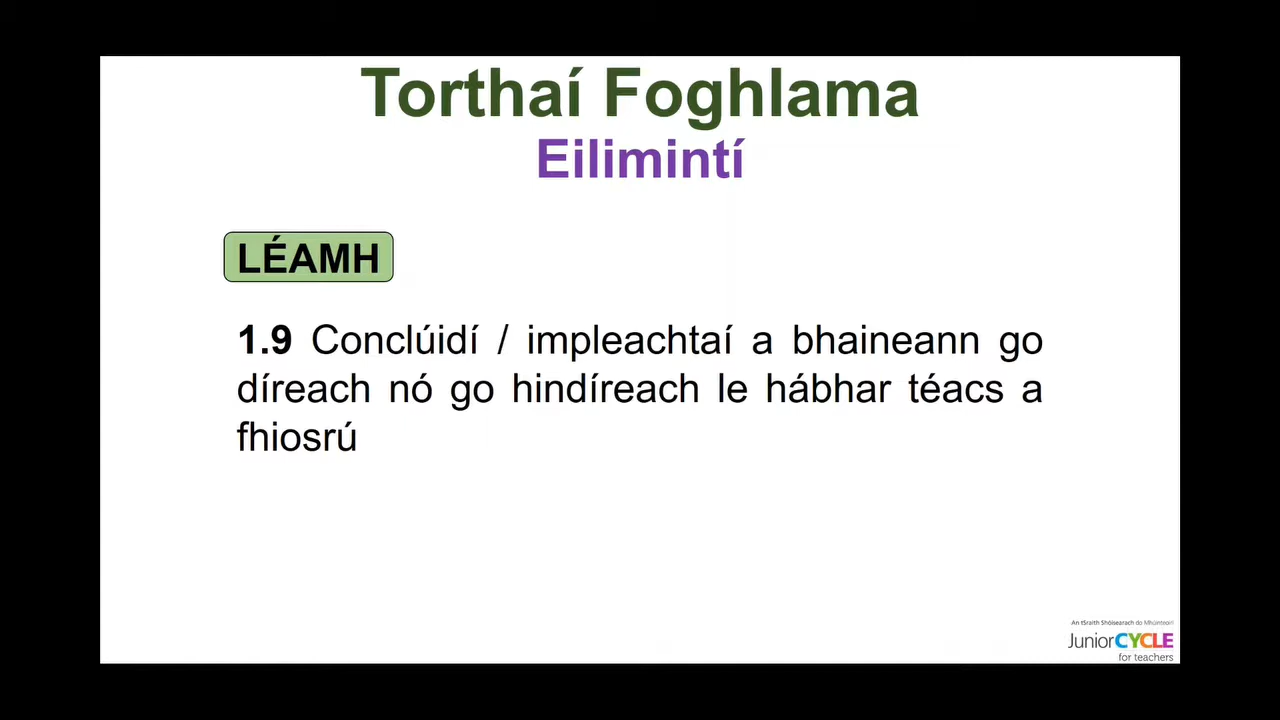 Torthaí Foghlama
Eilimintí
LÉAMH
1.9 Conclúidí / impleachtaí a bhaineann go
díreach nó go hindíreach le hábhar téacs a
fhiosrú
An tSraith Shóisearach do Mhúinteoirí
JuniorCYCLE
for teachers